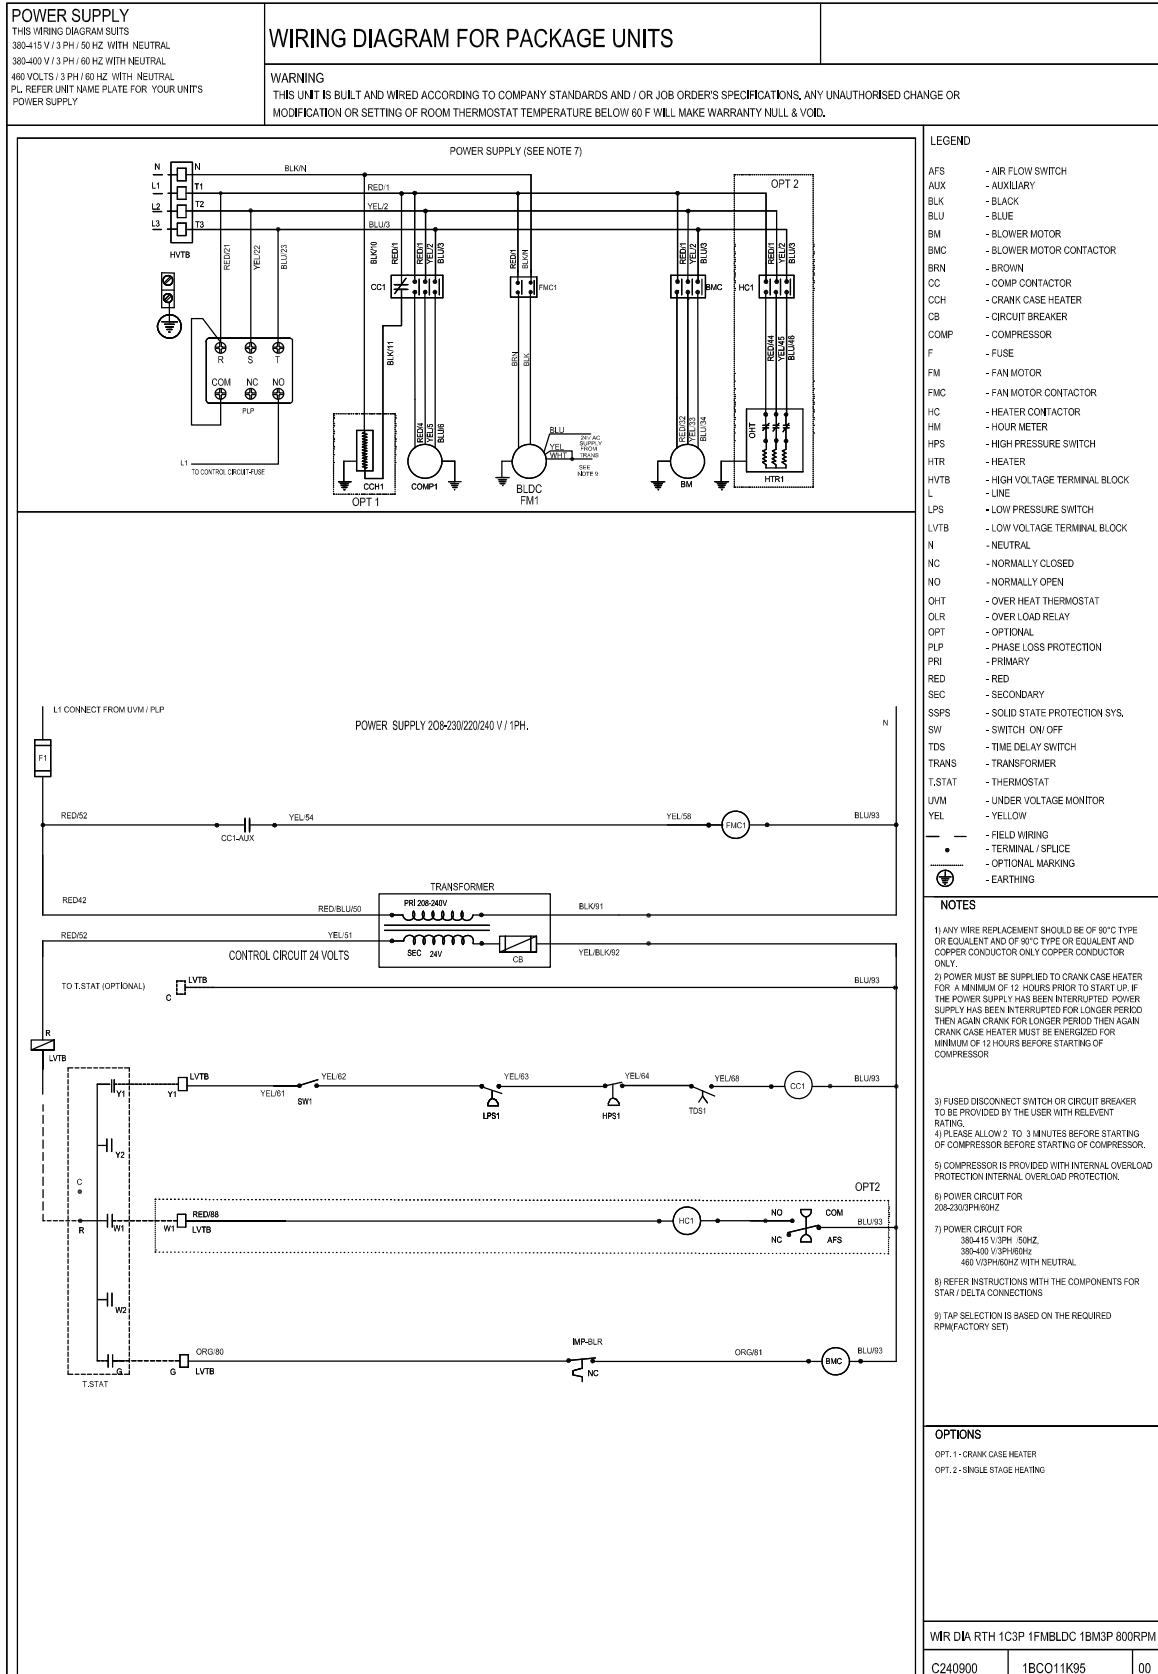 POWER SUPPLY
THIS WIRING DIAGRAM SUITS
380-415 V / 3 PH / 50 HZ WITH NEUTRAL
380-400 V / 3 PH / 60 HZ WITH NEUTRAL
460 VOLTS / 3 PH / 60 HZ WITH NEUTRAL
PL. REFER UNIT NAME PLATE FOR YOUR UNITS
POWER SUPPLY
WIRING DIAGRAM FOR PACKAGE UNITS
WARNING
THIS UNIT IS BUILT AND WIRED ACCORDING TO COMPANY STANDARDS AND / OR JOB ORDER'S SPECIFICATIONS, ANY UNAUTHORISED CHANGE OR
MODIFICATION OR SETTING OF ROOM THERMOSTAT TEMPERATURE BELOW 60 F WILL MAKE WARRANTY NULL & VOID.
POWER SUPPLY (SEE NOTE 7)
N N BLK/N
L1 T1 RED/1
L2 T2 YEL/2
L3 T3 BLU/3
HVTB
OPT 2
RED/21 YEL/22 BLU/23
BLK/10 RED/1 RED/1 YEL/2 BLU/3
RED/1 BLK/N
RED/1 YEL/2 BLU/3
RED/1 YEL/2 BLU/3
CC1 FMC1 BMC HC1
BLK/11 BRN BLK RED/44 YEL/45 BLU/46
R S T
COM NC NO
PLP
L1
TO CONTROL CIRCUIT-FUSE
RED/4 YEL/5 BLU/6
RED/32 YEL/33 BLU/34
OHT
BLU
YEL
WHT
24V AC
SUPPLY
FROM
TRANS
SEE
NOTE 9
CCH1 COMP1
BLDC
FM1
BM
HTR1
OPT 1
L1 CONNECT FROM UVM / PLP
POWER SUPPLY 208-230/220/240 V / 1PH.
N
F1
RED/52 CC1-AUX YEL/54 YEL/58 FMC1 BLU/93
TRANSFORMER
RED42 RED/BLU/50 PRI 208-240V BLK/91
RED/52 YEL/51 SEC 24V CB YEL/BLK/92
CONTROL CIRCUIT 24 VOLTS
TO T.STAT (OPTIONAL) C LVTB BLU/93
R
LVTB
Y1 Y1 LVTB YEL/61 SW1 YEL/62 LPS1 YEL/63 HPS1 YEL/64 TDS1 YEL/68 CC1 BLU/93
Y2
C
OPT2
R W1 W1 RED/88 LVTB HC1 NO COM NC AFS BLU/93
W2
G G ORG/80 LVTB IMP-BLR NC ORG/81 BMC BLU/93
T.STAT
LEGEND
AFS - AIR FLOW SWITCH
AUX - AUXILIARY
BLK - BLACK
BLU - BLUE
BM - BLOWER MOTOR
BMC - BLOWER MOTOR CONTACTOR
BRN - BROWN
CC - COMP CONTACTOR
CCH - CRANK CASE HEATER
CB - CIRCUIT BREAKER
COMP - COMPRESSOR
F - FUSE
FM - FAN MOTOR
FMC - FAN MOTOR CONTACTOR
HC - HEATER CONTACTOR
HM - HOUR METER
HPS - HIGH PRESSURE SWITCH
HTR - HEATER
HVTB - HIGH VOLTAGE TERMINAL BLOCK
L - LINE
LPS - LOW PRESSURE SWITCH
LVTB - LOW VOLTAGE TERMINAL BLOCK
N - NEUTRAL
NC - NORMALLY CLOSED
NO - NORMALLY OPEN
OHT - OVER HEAT THERMOSTAT
OLR - OVER LOAD RELAY
OPT - OPTIONAL
PLP - PHASE LOSS PROTECTION
PRI - PRIMARY
RED - RED
SEC - SECONDARY
SSPS - SOLID STATE PROTECTION SYS.
SW - SWITCH ON/ OFF
TDS - TIME DELAY SWITCH
TRANS - TRANSFORMER
T.STAT - THERMOSTAT
UVM - UNDER VOLTAGE MONITOR
YEL - YELLOW
- FIELD WIRING
- TERMINAL / SPLICE
- OPTIONAL MARKING
- EARTHING
NOTES
1) ANY WIRE REPLACEMENT SHOULD BE OF 90°C TYPE
OR EQUALENT AND OF 90°C TYPE OR EQUALENT AND
COPPER CONDUCTOR ONLY COPPER CONDUCTOR
ONLY.
2) POWER MUST BE SUPPLIED TO CRANK CASE HEATER
FOR A MINIMUM OF 12 HOURS PRIOR TO START UP. IF
THE POWER SUPPLY HAS BEEN INTERRUPTED POWER
SUPPLY HAS BEEN INTERRUPTED FOR LONGER PERIOD
THEN AGAIN CRANK FOR LONGER PERIOD THEN AGAIN
CRANK CASE HEATER MUST BE ENERGIZED FOR
MINIMUM OF 12 HOURS BEFORE STARTING OF
COMPRESSOR
3) FUSED DISCONNECT SWITCH OR CIRCUIT BREAKER
TO BE PROVIDED BY THE USER WITH RELEVENT
RATING.
4) PLEASE ALLOW 2 TO 3 MINUTES BEFORE STARTING
OF COMPRESSOR BEFORE STARTING OF COMPRESSOR.
5) COMPRESSOR IS PROVIDED WITH INTERNAL OVERLOAD
PROTECTION INTERNAL OVERLOAD PROTECTION.
6) POWER CIRCUIT FOR
208-230/3PH/60HZ
7) POWER CIRCUIT FOR
380-415 V/3PH /50HZ,
380-400 V/3PH/60Hz
460 V/3PH/60HZ WITH NEUTRAL
8) REFER INSTRUCTIONS WITH THE COMPONENTS FOR
STAR / DELTA CONNECTIONS
9) TAP SELECTION IS BASED ON THE REQUIRED
RPM(FACTORY SET)
OPTIONS
OPT. 1 - CRANK CASE HEATER
OPT. 2 - SINGLE STAGE HEATING
WIR DIA RTH 1C3P 1FMBLDC 1BM3P 800RPM
C240900 1BCO11K95 00